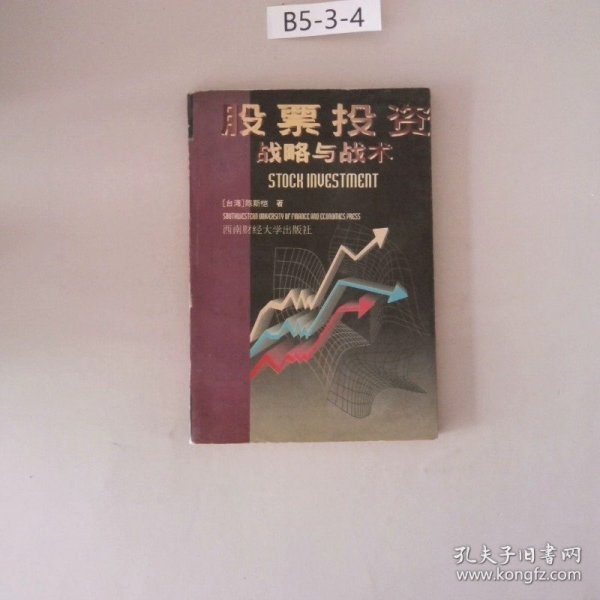 B5-3-4
股票投资
战略与战术
STOCK INVESTMENT
[台湾]陈斯恺 著
SOUTHWESTERN UNIVERSITY OF FINANCE AND ECONOMICS PRESS
西南财经大学出版社
孔夫子旧书网
www.kongfz.com